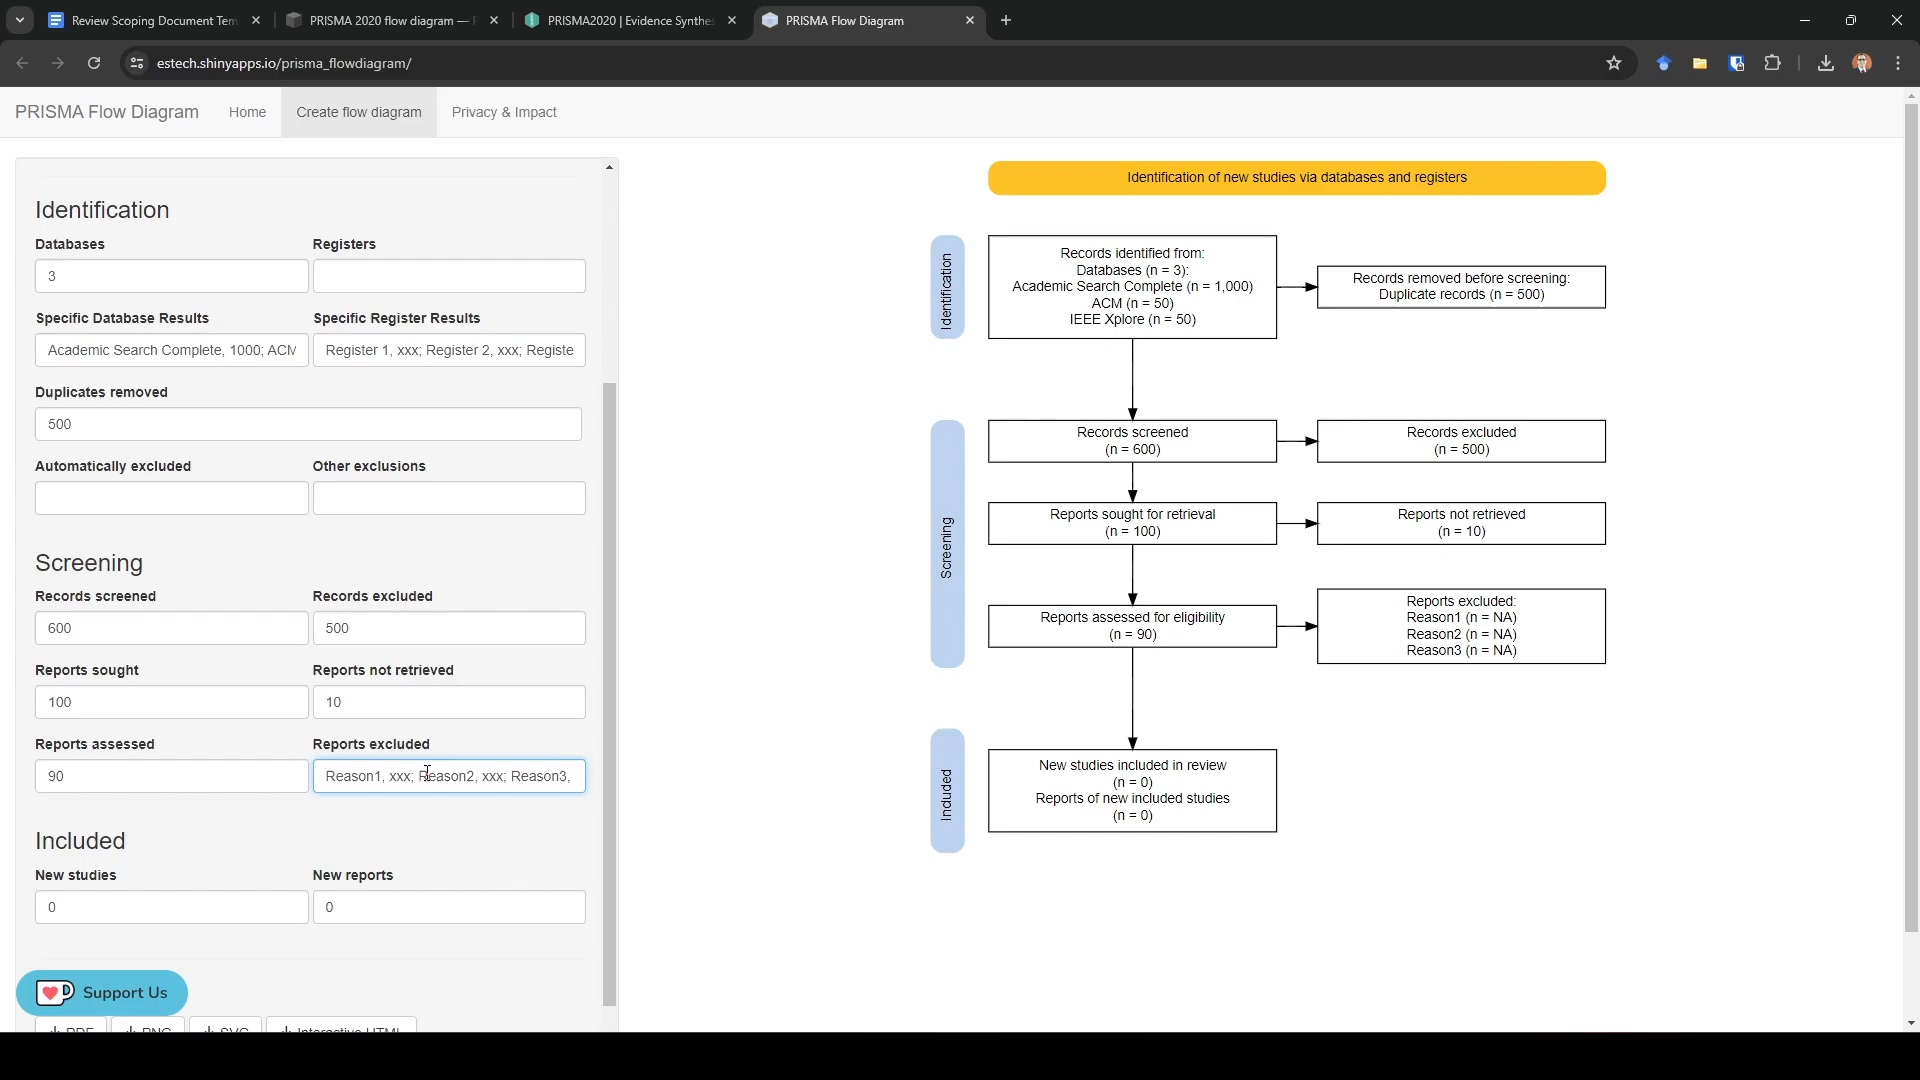 Review Scoping Document Tem
PRISMA 2020 flow diagram —
PRISMA2020 | Evidence Synthes
PRISMA Flow Diagram
estech.shinyapps.io/prisma_flowdiagram/
PRISMA Flow Diagram
Home
Create flow diagram
Privacy & Impact
Identification
Databases
Registers
3
Specific Database Results
Specific Register Results
Academic Search Complete, 1000; ACM
Register 1, xxx; Register 2, xxx; Registe
Duplicates removed
500
Automatically excluded
Other exclusions
Screening
Records screened
Records excluded
600
500
Reports sought
Reports not retrieved
100
10
Reports assessed
Reports excluded
90
Reason1, xxx; Reason2, xxx; Reason3,
Included
New studies
New reports
0
0
Support Us
PDF
PNG
SVG
Interactive HTML
Identification of new studies via databases and registers
Identification
Records identified from:
Databases (n = 3):
Academic Search Complete (n = 1,000)
ACM (n = 50)
IEEE Xplore (n = 50)
Records removed before screening:
Duplicate records (n = 500)
Screening
Records screened
(n = 600)
Records excluded
(n = 500)
Reports sought for retrieval
(n = 100)
Reports not retrieved
(n = 10)
Reports assessed for eligibility
(n = 90)
Reports excluded:
Reason1 (n = NA)
Reason2 (n = NA)
Reason3 (n = NA)
Included
New studies included in review
(n = 0)
Reports of new included studies
(n = 0)